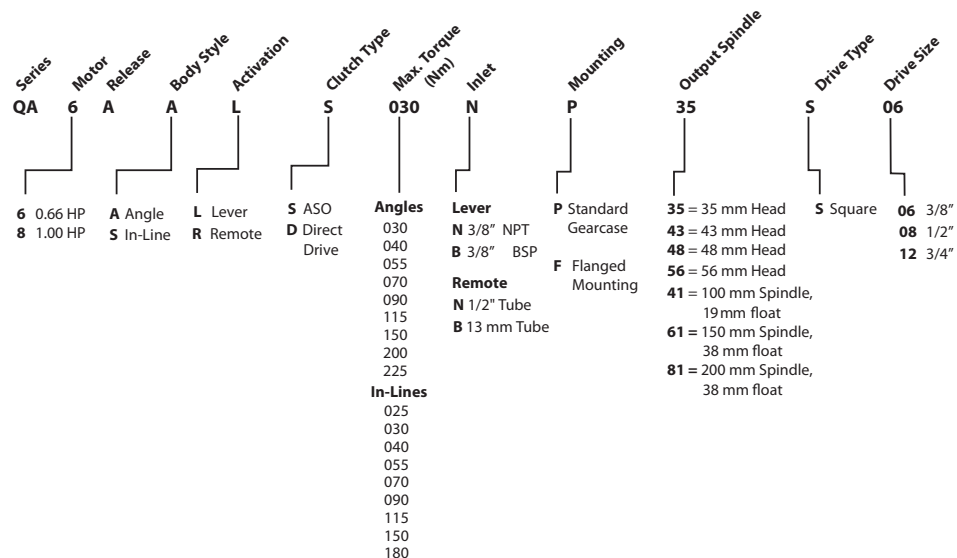 Series
Motor
Release
Body Style
Activation
Clutch Type
Max. Torque
(Nm)
Inlet
Mounting
Output Spindle
Drive Type
Drive Size
QA 6 A A L S 030 N P 35 S 06
6 0.66 HP
8 1.00 HP
A Angle
S In-Line
L Lever
R Remote
S ASO
D Direct
Drive
Angles
030
040
055
070
090
115
150
200
225
In-Lines
025
030
040
055
070
090
115
150
180
Lever
N 3/8” NPT
B 3/8” BSP
Remote
N 1/2" Tube
B 13 mm Tube
P Standard
Gearcase
F Flanged
Mounting
35 = 35 mm Head
43 = 43 mm Head
48 = 48 mm Head
56 = 56 mm Head
41 = 100 mm Spindle,
19 mm float
61 = 150 mm Spindle,
38 mm float
81 = 200 mm Spindle,
38 mm float
S Square
06 3/8”
08 1/2”
12 3/4”